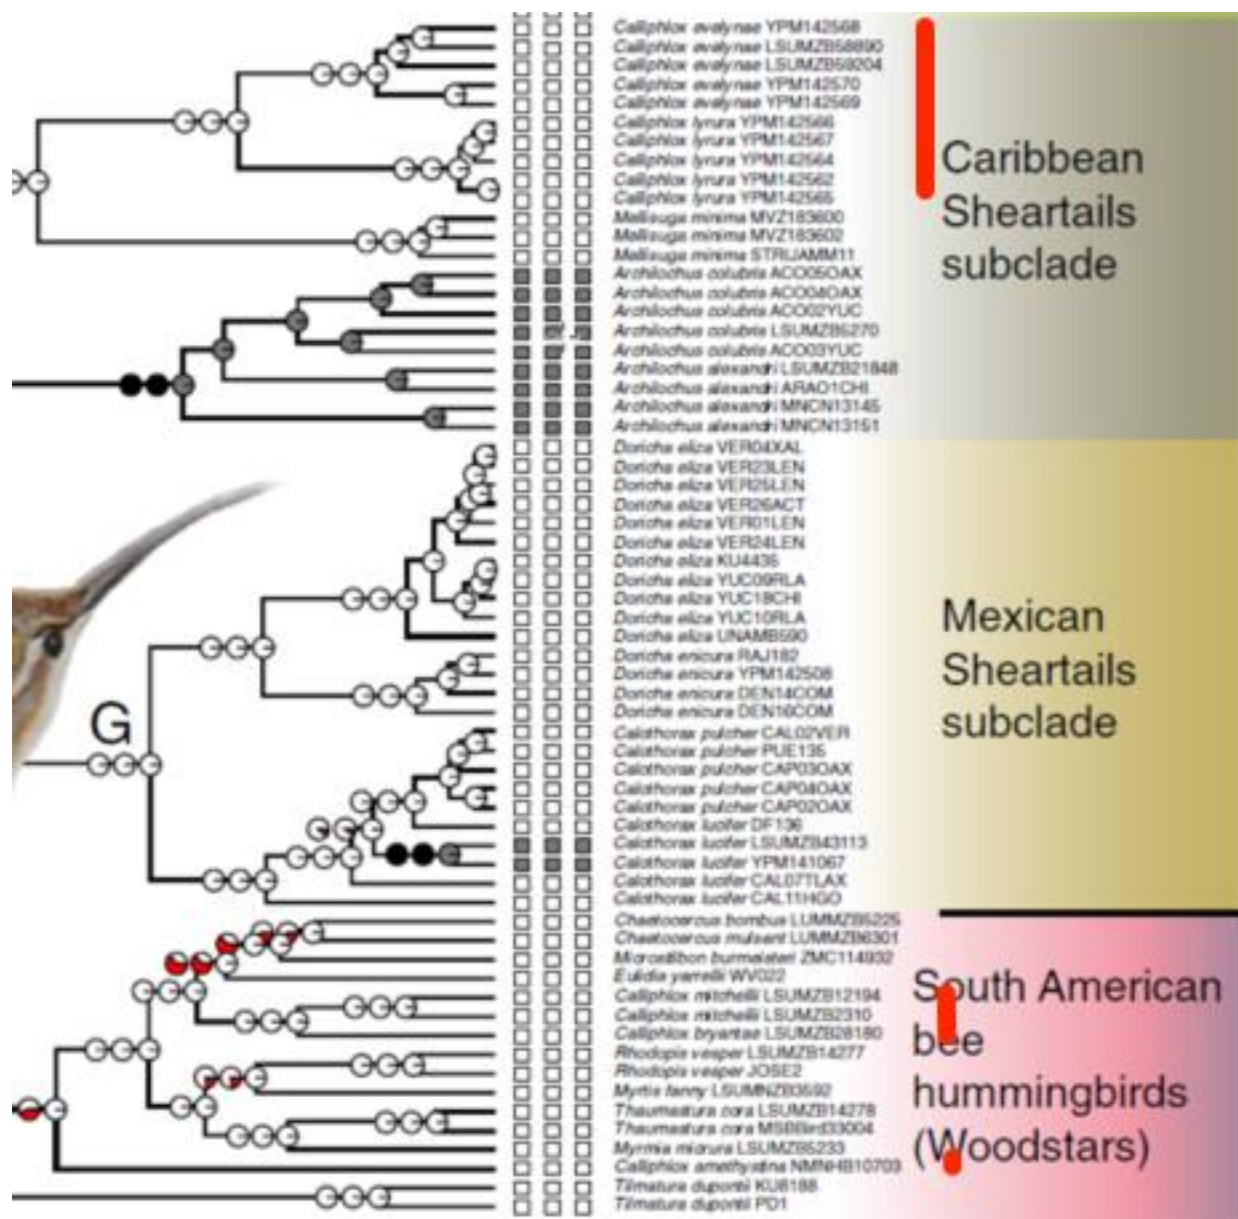 Calliphlox evelynae YPM142568
Calliphlox evelynae LSUMZB58890
Calliphlox evelynae LSUMZB59204
Calliphlox evelynae YPM142570
Calliphlox evelynae YPM142569
Calliphlox lyrura YPM142566
Calliphlox lyrura YPM142567
Calliphlox lyrura YPM142564
Calliphlox lyrura YPM142562
Calliphlox lyrura YPM142565
Mellisuga minima MVZ183600
Mellisuga minima MVZ183602
Mellisuga minima STRIJAMM11
Caribbean
Sheartails
subclade
Archilochus colubris ACO05OAX
Archilochus colubris ACO04OAX
Archilochus colubris ACO02YUC
Archilochus colubris LSUMZB5270
Archilochus colubris ACO03YUC
Archilochus alexandri LSUMZB21848
Archilochus alexandri ARAO1CHI
Archilochus alexandri MNCN13145
Archilochus alexandri MNCN13151
Doricha eliza VER04XAL
Doricha eliza VER23LEN
Doricha eliza VER25LEN
Doricha eliza VER26ACT
Doricha eliza VER01LEN
Doricha eliza VER24LEN
Doricha eliza KU4435
Doricha eliza YUC09RLA
Doricha eliza YUC18CHI
Doricha eliza YUC10RLA
Doricha eliza UNAMB590
Doricha enicura RAJ182
Doricha enicura YPM142508
Doricha enicura DEN14COM
Doricha enicura DEN16COM
Mexican
Sheartails
subclade
G
Calothorax pulcher CAL02VER
Calothorax pulcher PUE135
Calothorax pulcher CAP03OAX
Calothorax pulcher CAP04OAX
Calothorax pulcher CAP02OAX
Calothorax lucifer DF136
Calothorax lucifer LSUMZB43113
Calothorax lucifer YPM141067
Calothorax lucifer CAL07TLAX
Calothorax lucifer CAL11HGO
Chaetocercus bombus LUMMZB5225
Chaetocercus mulsant LUMMZB6301
Microstilbon burmeisteri ZMC114932
Eulidia yarrellii WV022
Calliphlox mitchellii LSUMZB12194
Calliphlox mitchellii LSUMZB2310
Calliphlox bryantae LSUMZB28180
Rhodopis vesper LSUMZB14277
Rhodopis vesper JOSE2
Myrtis fanny LSUMNZB3592
Thaumastura cora LSUMZB14278
Thaumastura cora MSBBird33004
Myrmia micrura LSUMZB5233
Calliphlox amethystina NMNHB10703
South American
bee
hummingbirds
(Woodstars)
Tilmatura dupontii KU8188
Tilmatura dupontii PD1